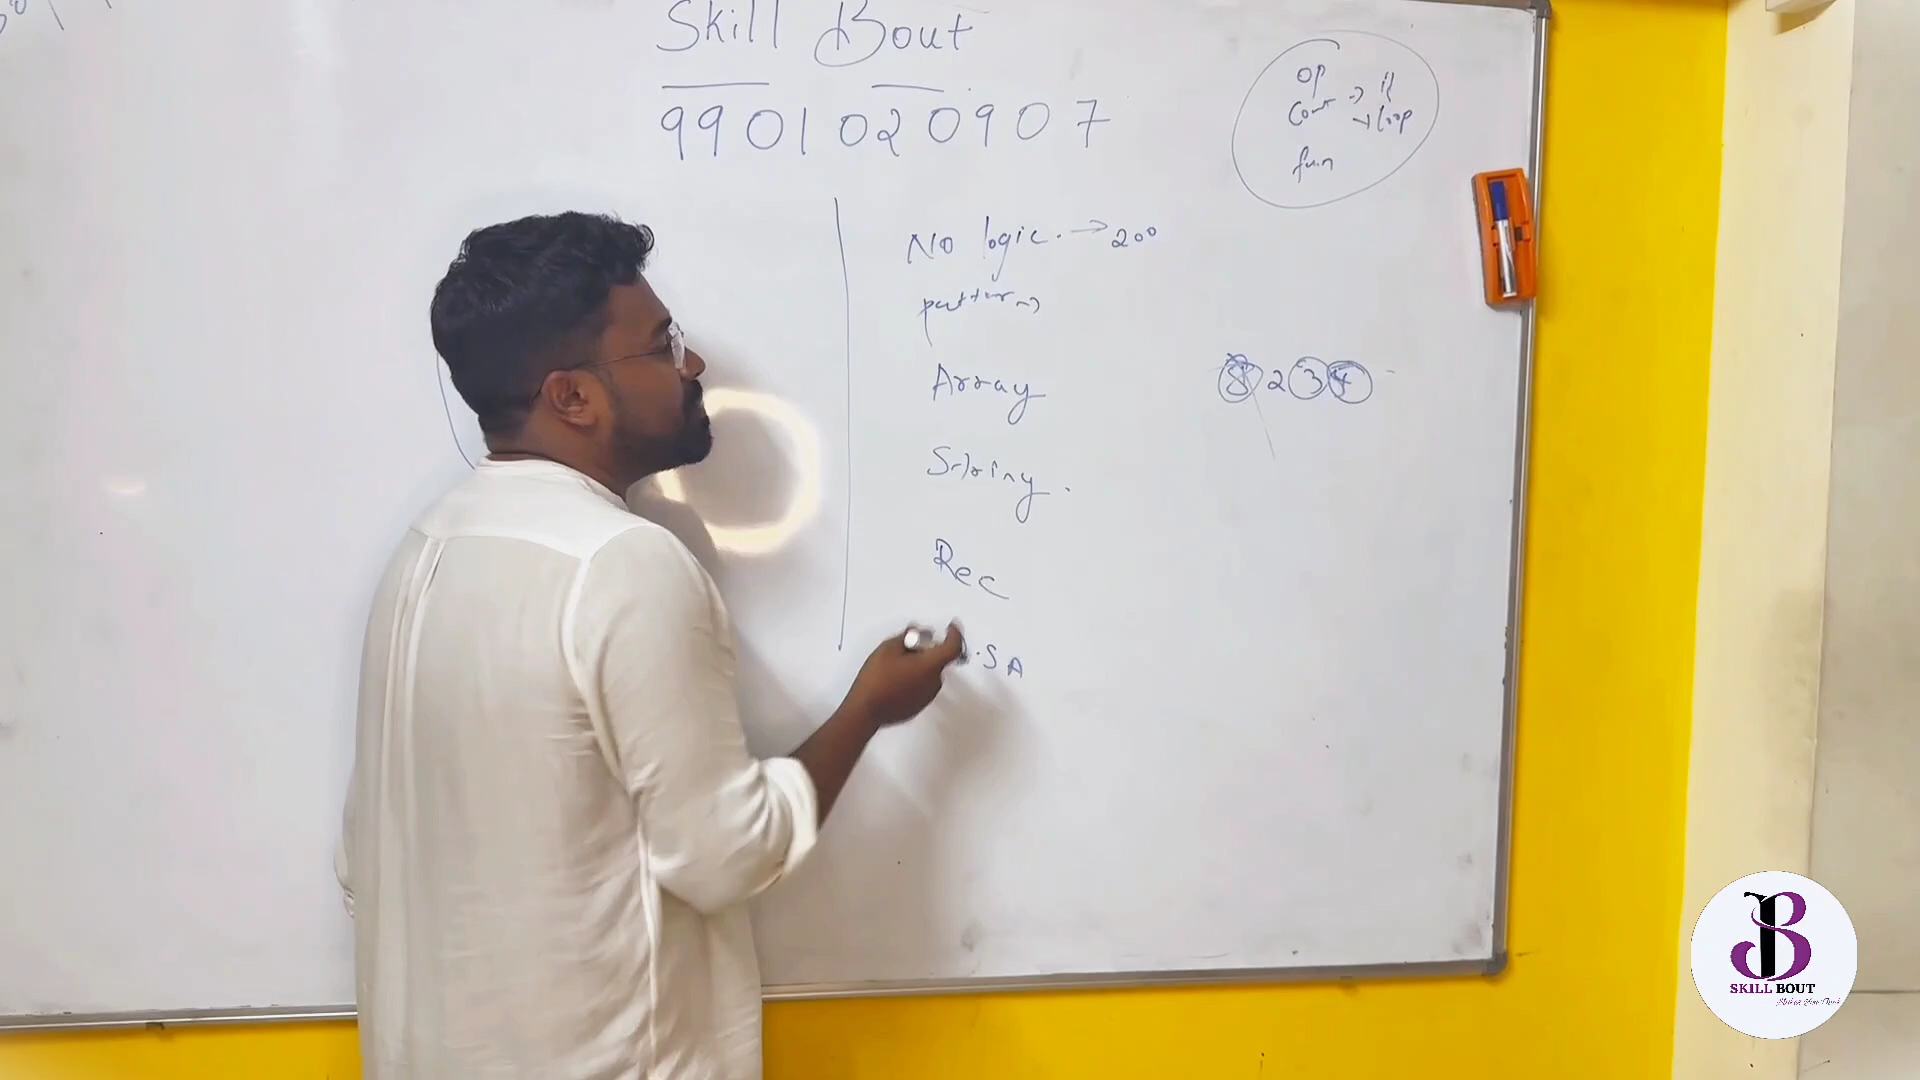 Skill Bout
9901020907
op
cont → if
→ loop
fun
No logic. → 200
pattern
Array
8 2 3 4
String.
Rec
.SA
SKILL BOUT